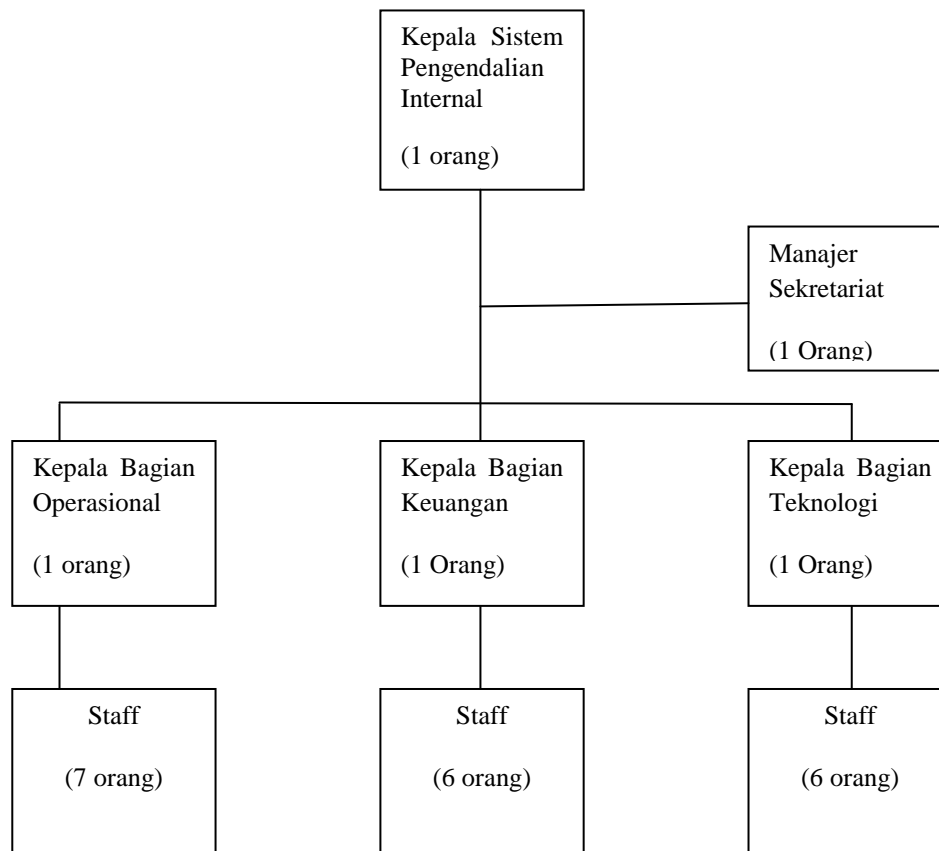 Kepala Sistem
Pengendalian
Internal
(1 orang)
Manajer
Sekretariat
(1 Orang)
Kepala Bagian
Operasional
(1 orang)
Kepala Bagian
Keuangan
(1 Orang)
Kepala Bagian
Teknologi
(1 Orang)
Staff
(7 orang)
Staff
(6 orang)
Staff
(6 orang)